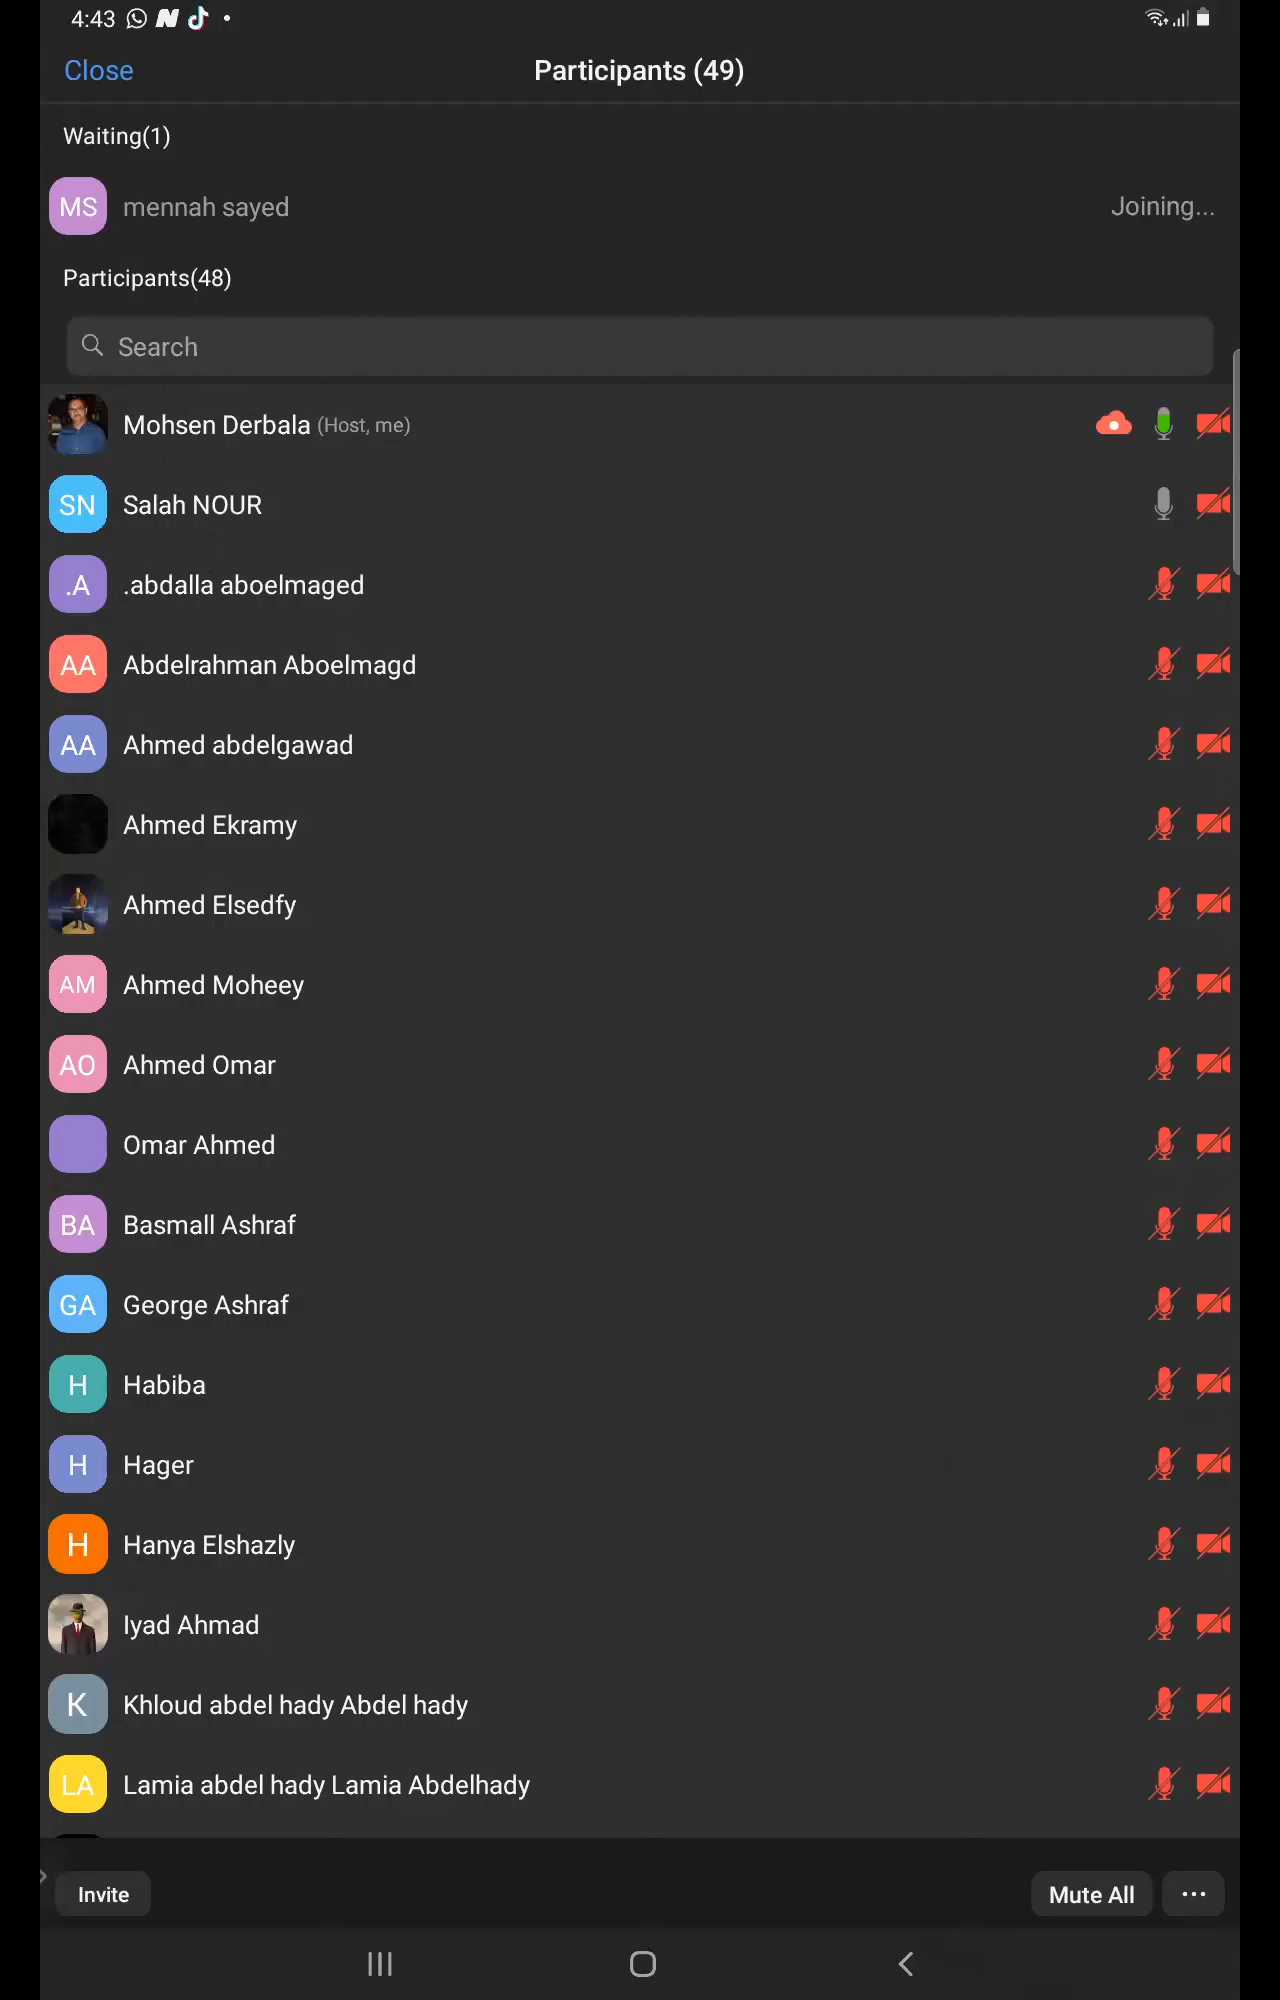 4:43
Close
Participants (49)
Waiting(1)
MS mennah sayed Joining...
Participants(48)
Search
Mohsen Derbala (Host, me)
SN Salah NOUR
.A .abdalla aboelmaged
AA Abdelrahman Aboelmagd
AA Ahmed abdelgawad
Ahmed Ekramy
Ahmed Elsedfy
AM Ahmed Moheey
AO Ahmed Omar
Omar Ahmed
BA Basmall Ashraf
GA George Ashraf
H Habiba
H Hager
H Hanya Elshazly
Iyad Ahmad
K Khloud abdel hady Abdel hady
LA Lamia abdel hady Lamia Abdelhady
Invite
Mute All
...